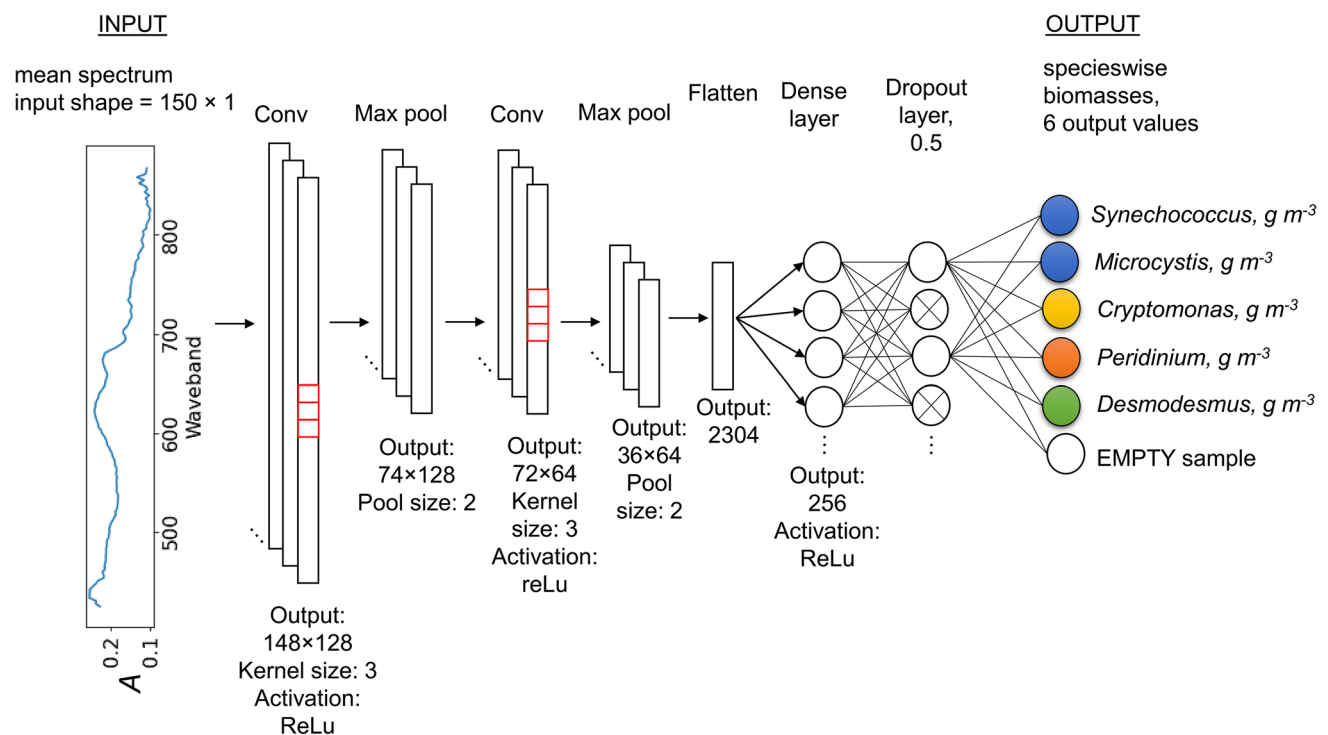 INPUT
mean spectrum
input shape = 150 × 1
Conv
Max pool
Conv
Max pool
Flatten
Dense
layer
Dropout
layer,
0.5
OUTPUT
specieswise
biomasses,
6 output values
800
700
600
500
Waveband
0.2
0.1
A
Output:
148×128
Kernel size: 3
Activation:
ReLu
Output:
74×128
Pool size: 2
Output:
72×64
Kernel
size: 3
Activation:
reLu
Output:
36×64
Pool
size: 2
Output:
2304
Output:
256
Activation:
ReLu
Synechococcus, g m-3
Microcystis, g m-3
Cryptomonas, g m-3
Peridinium, g m-3
Desmodesmus, g m-3
EMPTY sample